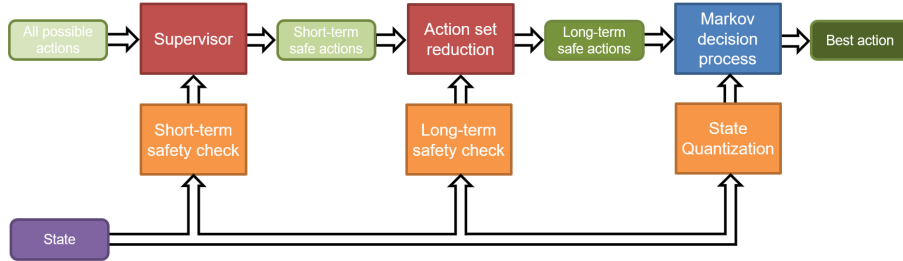 All possible
actions
Supervisor
Short-term
safe actions
Action set
reduction
Long-term
safe actions
Markov
decision
process
Best action
Short-term
safety check
Long-term
safety check
State
Quantization
State